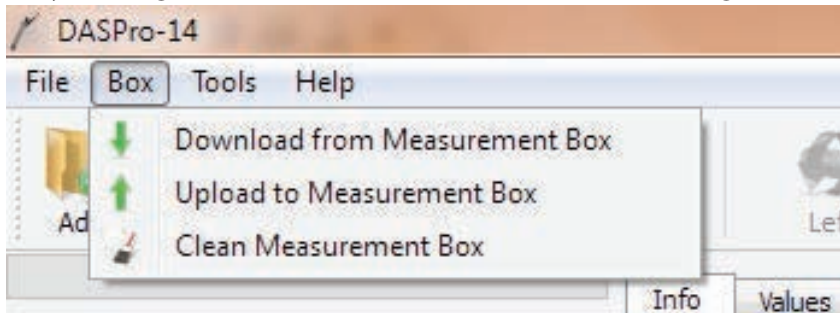 DASPro-14
File Box Tools Help
Download from Measurement Box
Upload to Measurement Box
Clean Measurement Box
Info Values